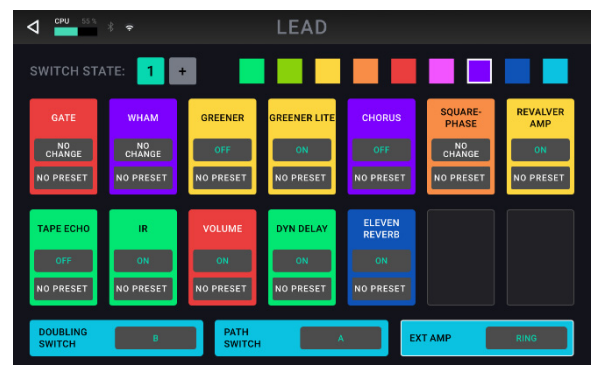 CPU 55 %
LEAD
SWITCH STATE: 1 +
GATE
NO
CHANGE
NO PRESET
WHAM
NO
CHANGE
NO PRESET
GREENER
OFF
NO PRESET
GREENER LITE
ON
NO PRESET
CHORUS
OFF
NO PRESET
SQUARE-
PHASE
NO
CHANGE
NO PRESET
REVALVER
AMP
ON
NO PRESET
TAPE ECHO
OFF
NO PRESET
IR
ON
NO PRESET
VOLUME
ON
NO PRESET
DYN DELAY
ON
NO PRESET
ELEVEN
REVERB
ON
NO PRESET
DOUBLING
SWITCH
B
PATH
SWITCH
A
EXT AMP
RING